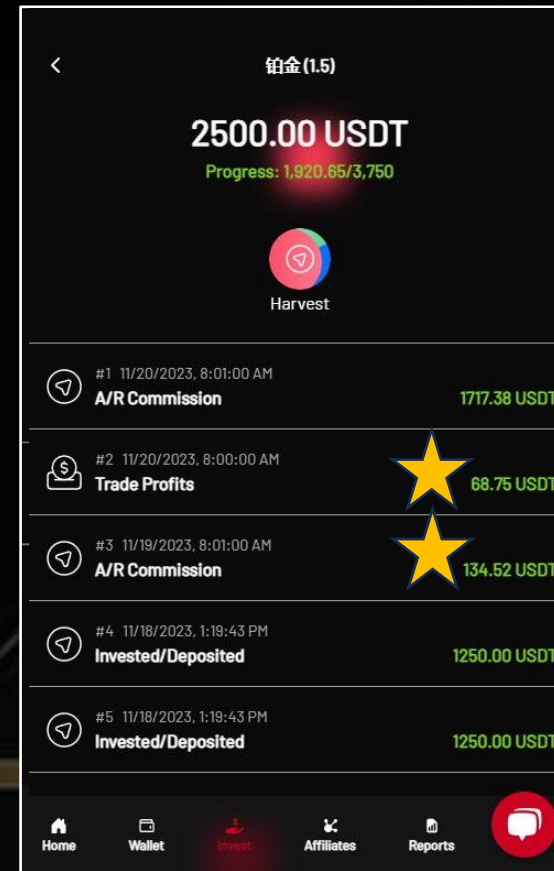 铂金(1.5)
2500.00 USDT
Progress: 1,920.65/3,750
Harvest
#1 11/20/2023, 8:01:00 AM
A/R Commission 1717.38 USDT
#2 11/20/2023, 8:00:00 AM
Trade Profits 68.75 USDT
#3 11/19/2023, 8:01:00 AM
A/R Commission 134.52 USDT
#4 11/18/2023, 1:19:43 PM
Invested/Deposited 1250.00 USDT
#5 11/18/2023, 1:19:43 PM
Invested/Deposited 1250.00 USDT
Home Wallet Invest Affiliates Reports